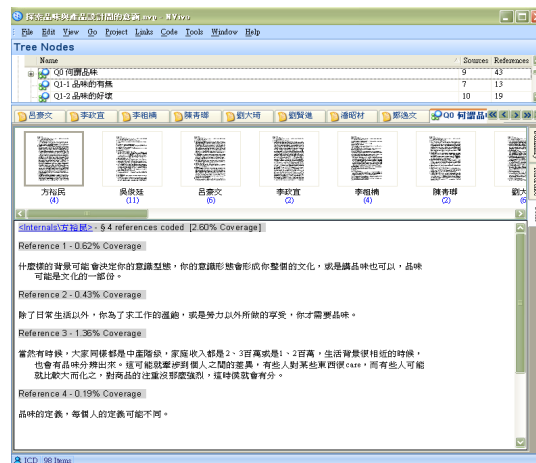 探索品味與產品設計間的意涵.nvp - NVivo
File Edit View Go Project Links Code Tools Window Help
Tree Nodes
Name Sources References
Q0 何謂品味 9 43
Q1-1 品味的有無 7 13
Q1-2 品味的好壞 10 19
呂豪文 李政宜 李祖楠 陳青鄉 劉大琦 劉賢進 潘昭材 鄭逸文 Q0 何謂品
方裕民 吳俊廷 呂豪文 李政宜 李祖楠 陳青鄉 劉大
(4) (11) (6) (2) (4) (2) (6
<Internals\方裕民> - § 4 references coded [2.60% Coverage]
Reference 1 - 0.62% Coverage
什麼樣的背景可能會決定你的意識型態，你的意識形態會形成你整個的文化，或是講品味也可以，品味
可能是文化的一部份。
Reference 2 - 0.43% Coverage
除了日常生活以外，你為了求工作的溫飽，或是勞力以外所做的享受，你才需要品味。
Reference 3 - 1.36% Coverage
當然有時候，大家同樣都是中產階級，家庭收入都是2、3百萬或是1、2百萬，生活背景很相近的時候，
也會有品味分辨出來。這可能就牽涉到個人之間的差異，有些人對某些東西很care，而有些人可能
就比較大而化之，對商品的注重沒那麼強烈，這時侯就會有分。
Reference 4 - 0.19% Coverage
品味的定義，每個人的定義可能不同。
ICD 98 Items